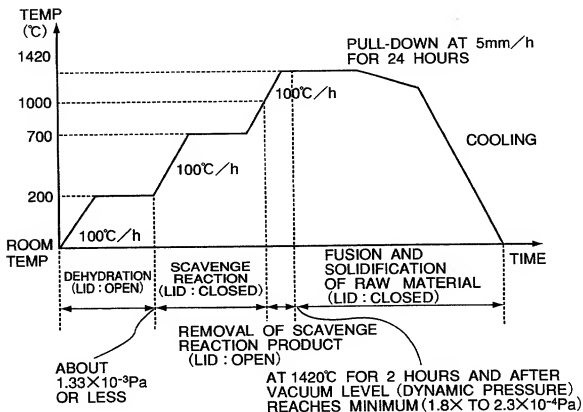 TEMP
(℃)
1420
1000
700
200
ROOM
TEMP
PULL-DOWN AT 5mm/h
FOR 24 HOURS
100℃/h
100℃/h
100℃/h
100℃/h
COOLING
TIME
DEHYDRATION
(LID : OPEN)
SCAVENGE
REACTION
(LID : CLOSED)
FUSION AND
SOLIDIFICATION
OF RAW MATERIAL
(LID : CLOSED)
REMOVAL OF SCAVENGE
REACTION PRODUCT
(LID : OPEN)
ABOUT
1.33×10-³Pa
OR LESS
AT 1420℃ FOR 2 HOURS AND AFTER
VACUUM LEVEL (DYNAMIC PRESSURE)
REACHES MINIMUM (1.8× TO 2.3×10-⁴Pa)